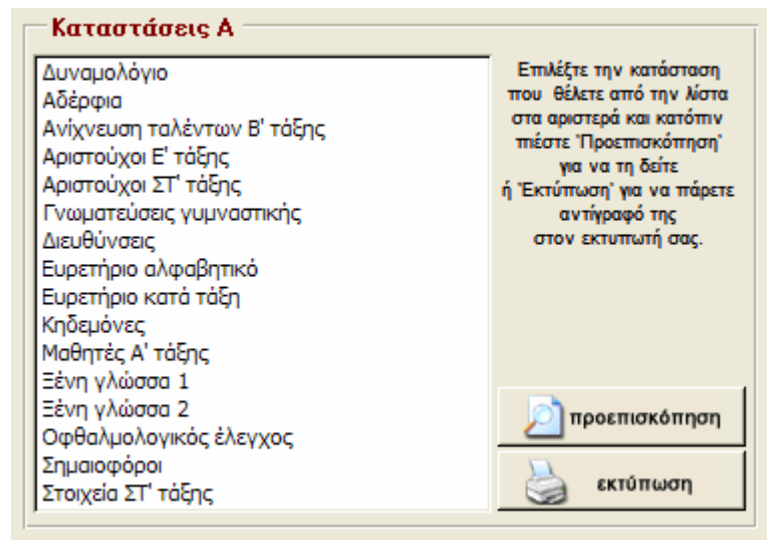 Καταστάσεις Α
Δυναμολόγιο
Αδέρφια
Ανίχνευση ταλέντων Β' τάξης
Αριστούχοι Ε' τάξης
Αριστούχοι ΣΤ' τάξης
Γνωματεύσεις γυμναστικής
Διευθύνσεις
Ευρετήριο αλφαβητικό
Ευρετήριο κατά τάξη
Κηδεμόνες
Μαθητές Α' τάξης
Ξένη γλώσσα 1
Ξένη γλώσσα 2
Οφθαλμολογικός έλεγχος
Σημαιοφόροι
Στοιχεία ΣΤ' τάξης
Επιλέξτε την κατάσταση
που θέλετε από την λίστα
στα αριστερά και κατόπιν
πιέστε 'Προεπισκόπηση'
για να τη δείτε
ή 'Εκτύπωση' για να πάρετε
αντίγραφό της
στον εκτυπωτή σας.
προεπισκόπηση
εκτύπωση